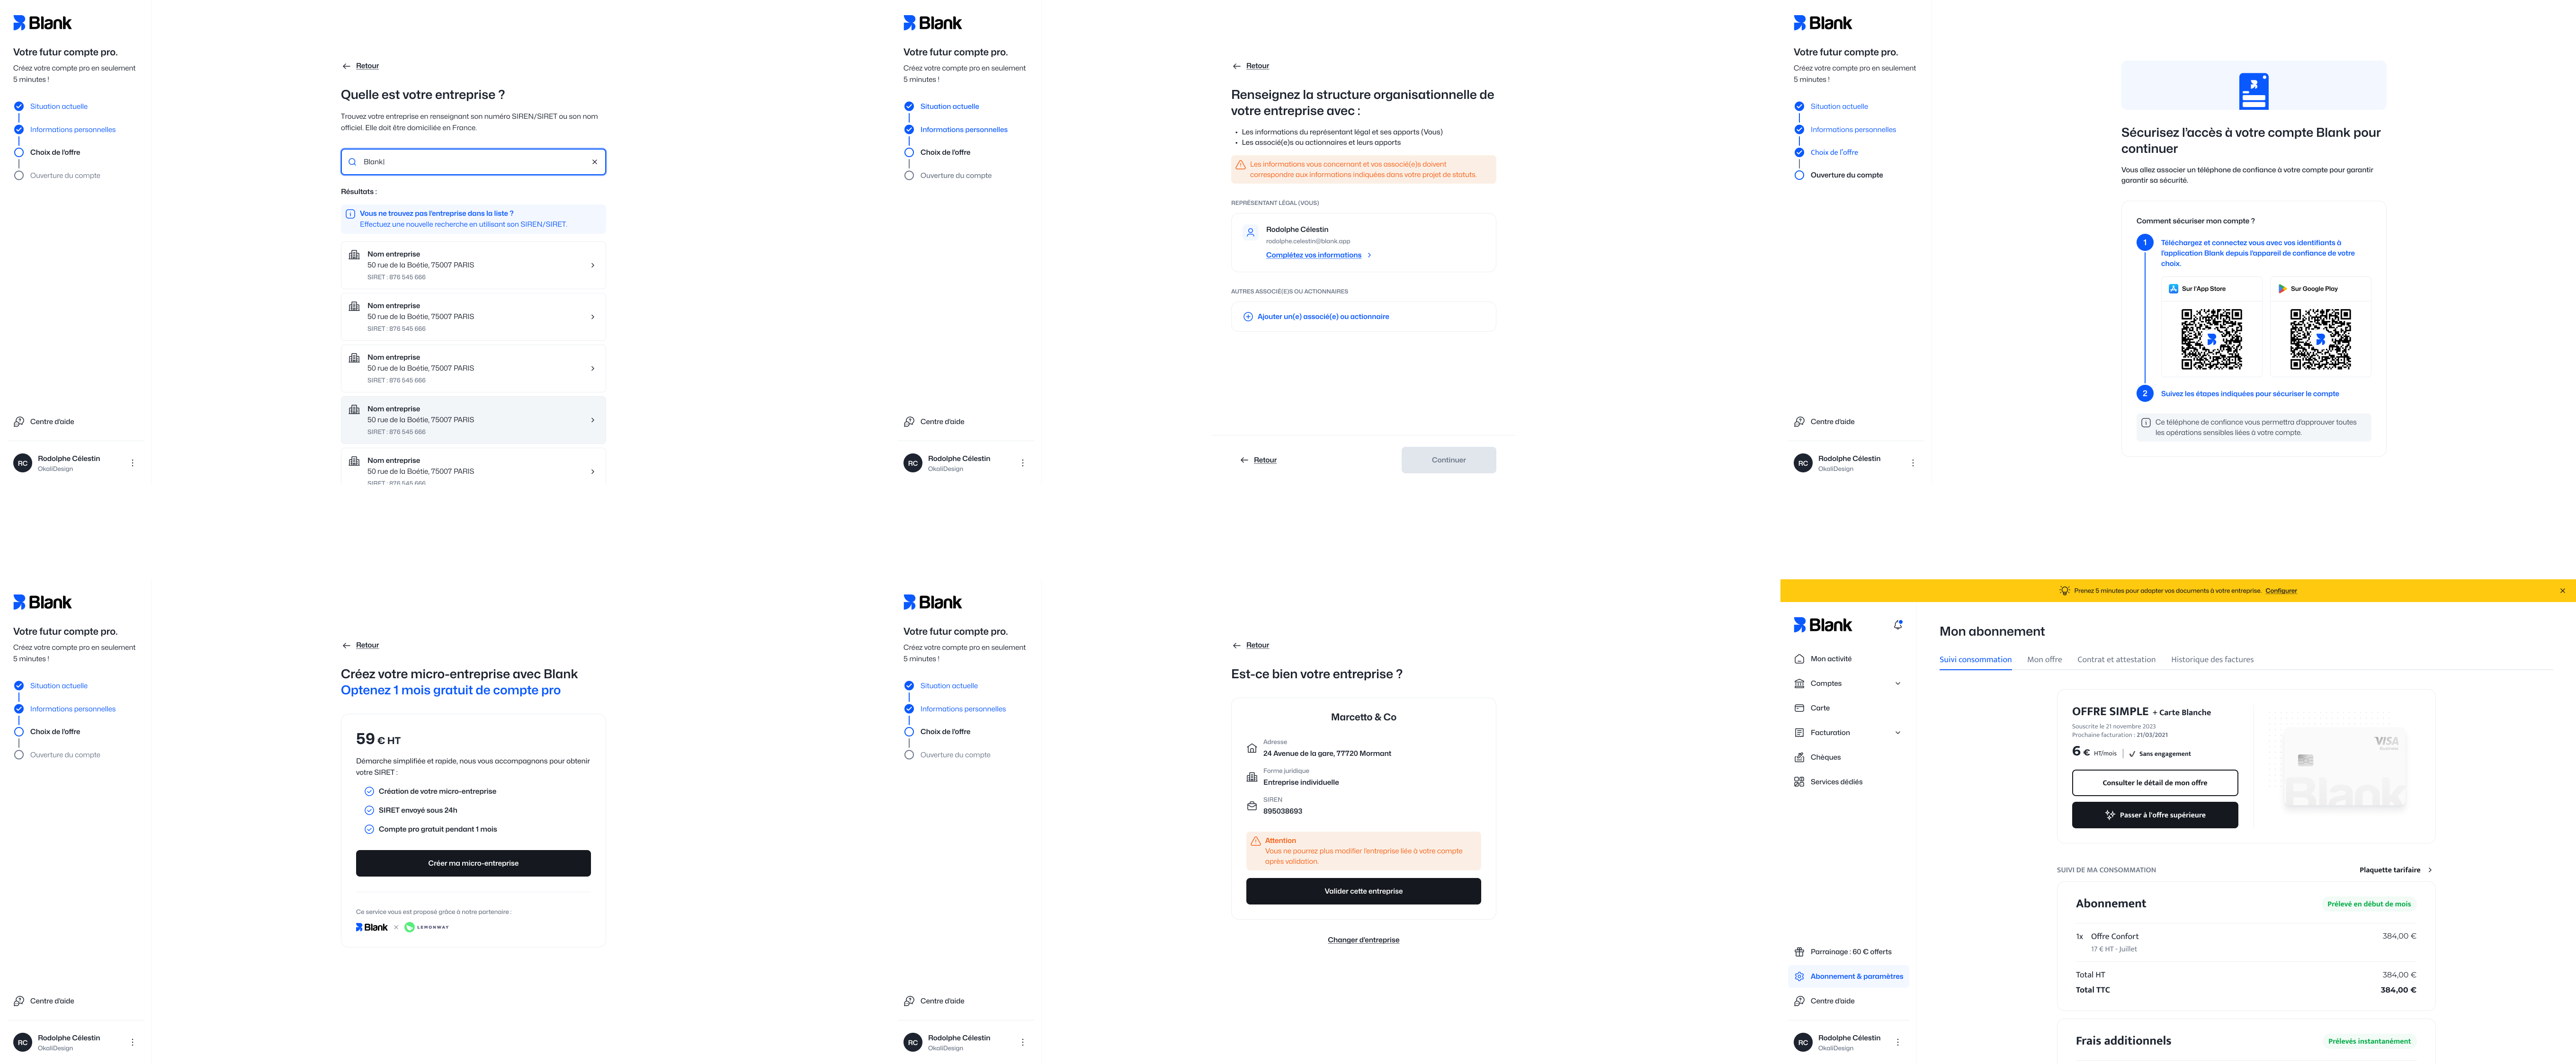 Blank
Votre futur compte pro.
Créez votre compte pro en seulement
5 minutes !
Situation actuelle
Informations personnelles
Choix de l'offre
Ouverture du compte
Centre d'aide
RC
Rodolphe Célestin
OkaliDesign
Retour
Quelle est votre entreprise ?
Trouvez votre entreprise en renseignant son numéro SIREN/SIRET ou son nom
officiel. Elle doit être domiciliée en France.
Blank
Résultats :
Vous ne trouvez pas l'entreprise dans la liste ?
Effectuez une nouvelle recherche en utilisant son SIREN/SIRET.
Nom entreprise
50 rue de la Boétie, 75007 PARIS
SIRET : 876 545 666
Nom entreprise
50 rue de la Boétie, 75007 PARIS
SIRET : 876 545 666
Nom entreprise
50 rue de la Boétie, 75007 PARIS
SIRET : 876 545 666
Nom entreprise
50 rue de la Boétie, 75007 PARIS
SIRET : 876 545 666
Nom entreprise
50 rue de la Boétie, 75007 PARIS
SIRET : 876 545 666
Blank
Votre futur compte pro.
Créez votre compte pro en seulement
5 minutes !
Situation actuelle
Informations personnelles
Choix de l'offre
Ouverture du compte
Centre d'aide
RC
Rodolphe Célestin
OkaliDesign
Retour
Renseignez la structure organisationnelle de
votre entreprise avec :
• Les informations du représentant légal et ses apports (Vous)
• Les associé(e)s ou actionnaires et leurs apports
Les informations vous concernant et vos associé(e)s doivent
correspondre aux informations indiquées dans votre projet de statuts.
REPRÉSENTANT LÉGAL (VOUS)
Rodolphe Célestin
rodolphe.celestin@blank.app
Complétez vos informations
AUTRES ASSOCIÉ(E)S OU ACTIONNAIRES
Ajouter un(e) associé(e) ou actionnaire
Retour
Continuer
Blank
Votre futur compte pro.
Créez votre compte pro en seulement
5 minutes !
Situation actuelle
Informations personnelles
Choix de l'offre
Ouverture du compte
Centre d'aide
RC
Rodolphe Célestin
OkaliDesign
Sécurisez l'accès à votre compte Blank pour
continuer
Vous allez associer un téléphone de confiance à votre compte pour garantir
garantir sa sécurité.
Comment sécuriser mon compte ?
1
Téléchargez et connectez vous avec vos identifiants à
l'application Blank depuis l'appareil de confiance de votre
choix.
Sur l'App Store
Sur Google Play
2
Suivez les étapes indiquées pour sécuriser le compte
Ce téléphone de confiance vous permettra d'approuver toutes
les opérations sensibles liées à votre compte.
Blank
Votre futur compte pro.
Créez votre compte pro en seulement
5 minutes !
Situation actuelle
Informations personnelles
Choix de l'offre
Ouverture du compte
Centre d'aide
RC
Rodolphe Célestin
OkaliDesign
Retour
Créez votre micro-entreprise avec Blank
Optenez 1 mois gratuit de compte pro
59 € HT
Démarche simplifiée et rapide, nous vous accompagnons pour obtenir
votre SIRET :
Création de votre micro-entreprise
SIRET envoyé sous 24h
Compte pro gratuit pendant 1 mois
Créer ma micro-entreprise
Ce service vous est proposé grâce à notre partenaire :
Blank × LEMONWAY
Blank
Votre futur compte pro.
Créez votre compte pro en seulement
5 minutes !
Situation actuelle
Informations personnelles
Choix de l'offre
Ouverture du compte
Centre d'aide
RC
Rodolphe Célestin
OkaliDesign
Retour
Est-ce bien votre entreprise ?
Marcetto & Co
Adresse
24 Avenue de la gare, 77720 Mormant
Forme juridique
Entreprise individuelle
SIREN
895038693
Attention
Vous ne pourrez plus modifier l'entreprise liée à votre compte
après validation.
Valider cette entreprise
Changer d'entreprise
Prenez 5 minutes pour adapter vos documents à votre entreprise. Configurer
Blank
Mon activité
Comptes
Carte
Facturation
Chèques
Services dédiés
Parrainage : 60 € offerts
Abonnement & paramètres
Centre d'aide
RC
Rodolphe Célestin
OkaliDesign
Mon abonnement
Suivi consommation
Mon offre
Contrat et attestation
Historique des factures
OFFRE SIMPLE + Carte Blanche
Souscrite le 21 novembre 2023
Prochaine facturation : 21/03/2021
6 € HT/mois
Sans engagement
Consulter le détail de mon offre
Passer à l'offre supérieure
VISA
Business
Blank
SUIVI DE MA CONSOMMATION
Plaquette tarifaire
Abonnement
Prélevé en début de mois
1x Offre Confort 384,00 €
17 € HT - Juillet
Total HT 384,00 €
Total TTC 384,00 €
Frais additionnels
Prélevés instantanément